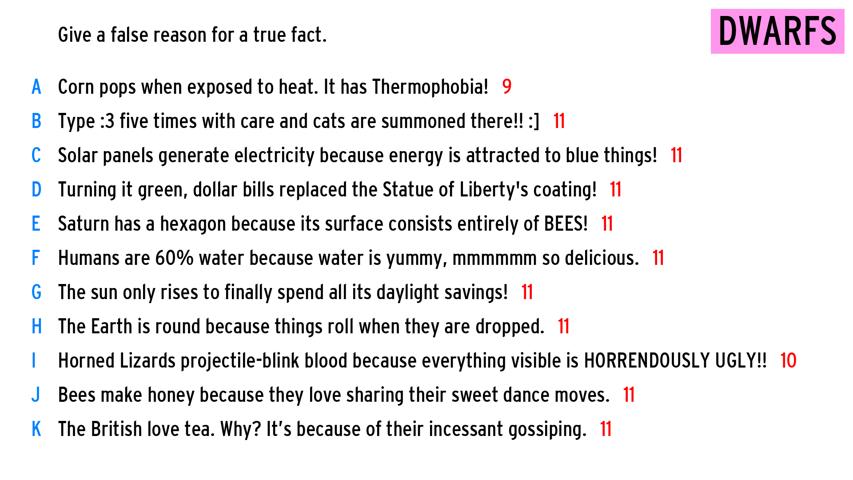 Give a false reason for a true fact.
DWARFS
A Corn pops when exposed to heat. It has Thermophobia! 9
B Type :3 five times with care and cats are summoned there!! :] 11
C Solar panels generate electricity because energy is attracted to blue things! 11
D Turning it green, dollar bills replaced the Statue of Liberty's coating! 11
E Saturn has a hexagon because its surface consists entirely of BEES! 11
F Humans are 60% water because water is yummy, mmmmmm so delicious. 11
G The sun only rises to finally spend all its daylight savings! 11
H The Earth is round because things roll when they are dropped. 11
I Horned Lizards projectile-blink blood because everything visible is HORRENDOUSLY UGLY!! 10
J Bees make honey because they love sharing their sweet dance moves. 11
K The British love tea. Why? It’s because of their incessant gossiping. 11